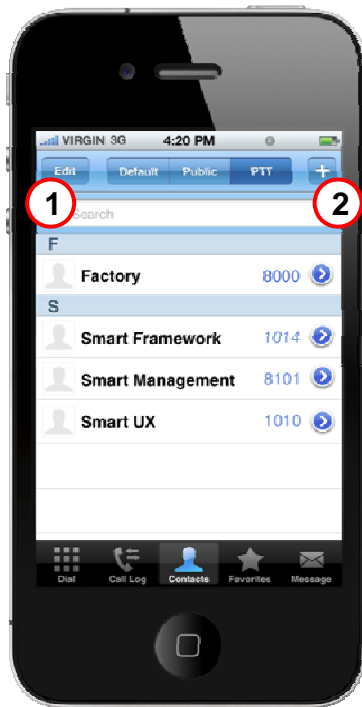 VIRGIN 3G 4:20 PM
Edit Default Public PTT +
1 Search 2
F
Factory 8000
S
Smart Framework 1014
Smart Management 8101
Smart UX 1010
Dial Call Log Contacts Favorites Message